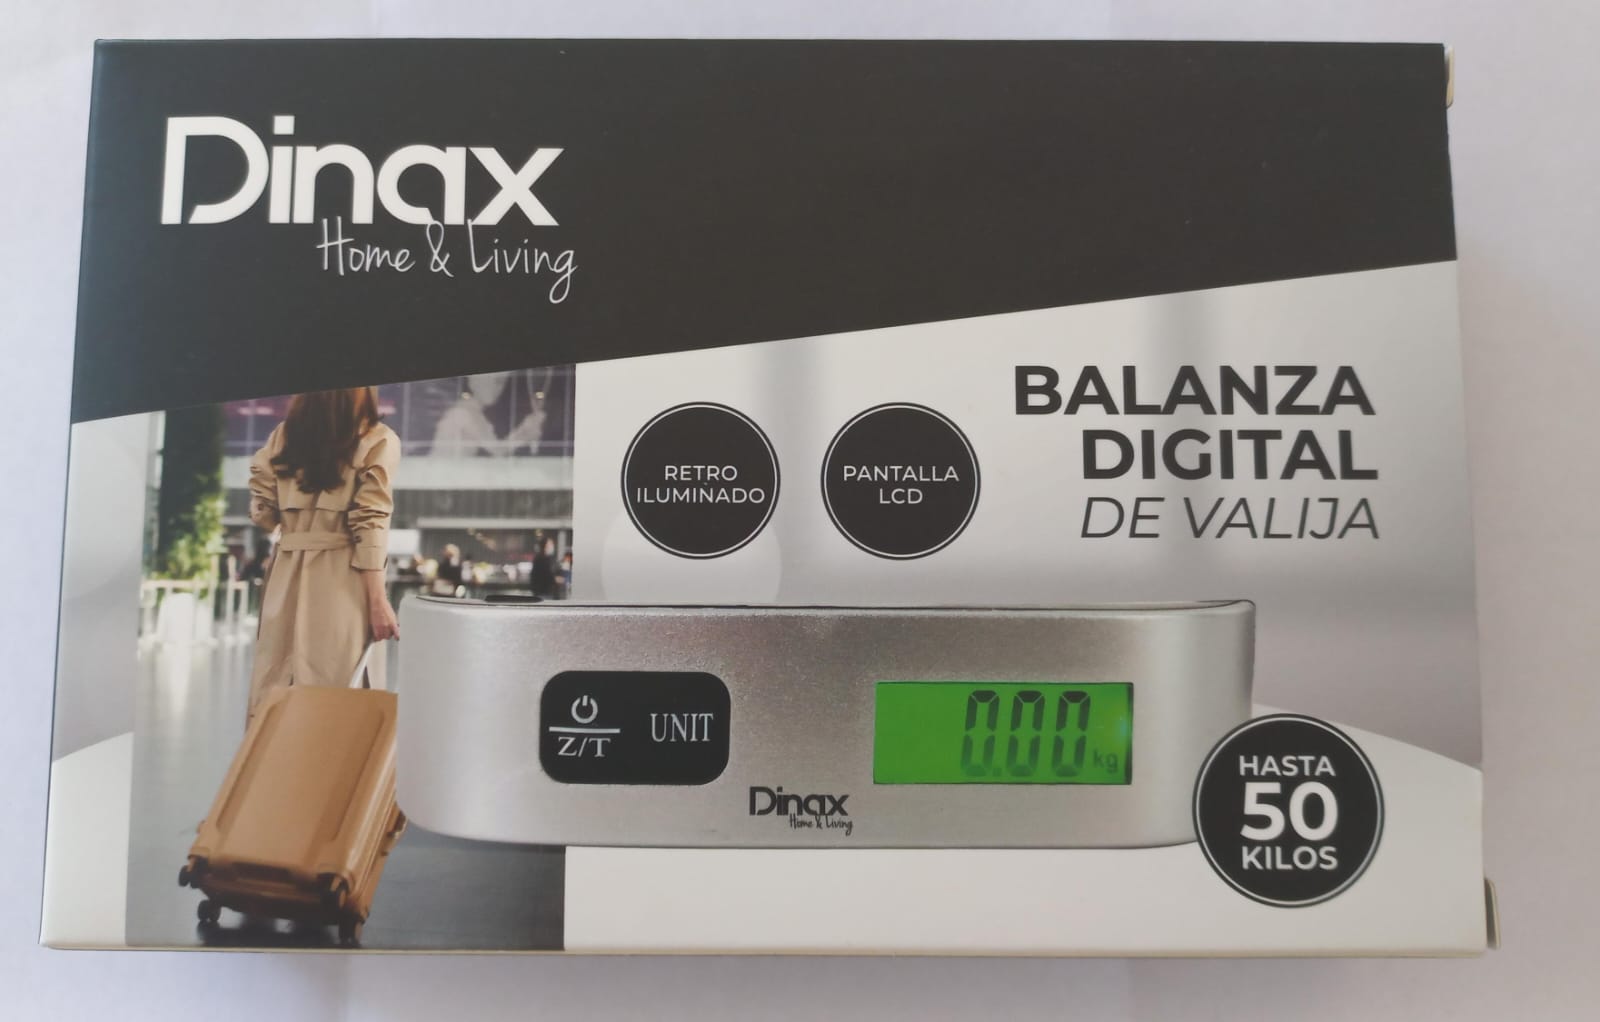 Dinax
Home & Living
BALANZA
DIGITAL
DE VALIJA
RETRO
ILUMINADO
PANTALLA
LCD
Z/T
UNIT
0.00 kg
Dinax
Home & Living
HASTA
50
KILOS